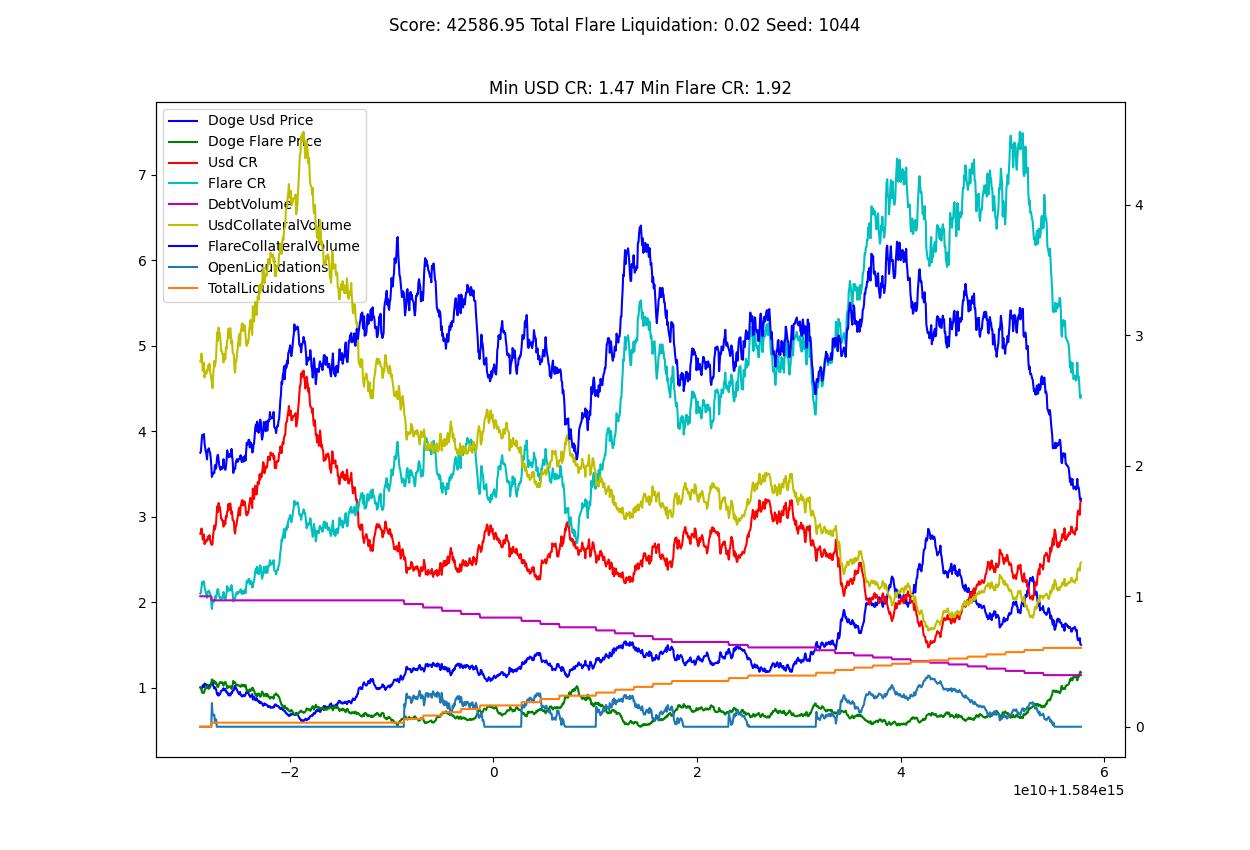 Score: 42586.95 Total Flare Liquidation: 0.02 Seed: 1044
Min USD CR: 1.47 Min Flare CR: 1.92
Doge Usd Price
Doge Flare Price
Usd CR
Flare CR
DebtVolume
UsdCollateralVolume
FlareCollateralVolume
OpenLiquidations
TotalLiquidations
7
6
5
4
3
2
1
4
3
2
1
0
−2
0
2
4
6
1e10+1.584e15